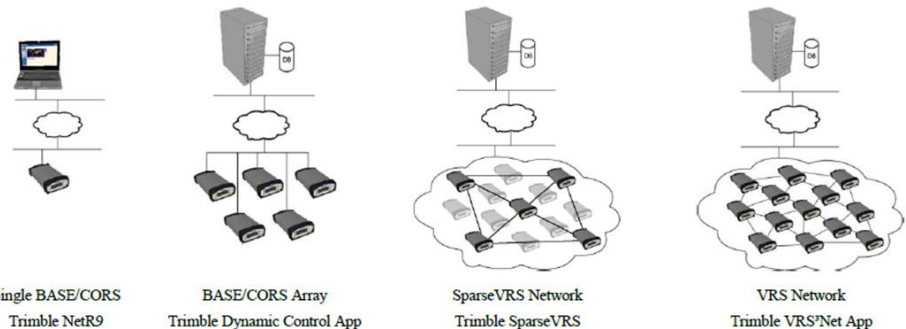 DB
DB
DB
ingle BASE/CORS
Trimble NetR9
BASE/CORS Array
Trimble Dynamic Control App
SparseVRS Network
Trimble SparseVRS
VRS Network
Trimble VRS³Net App